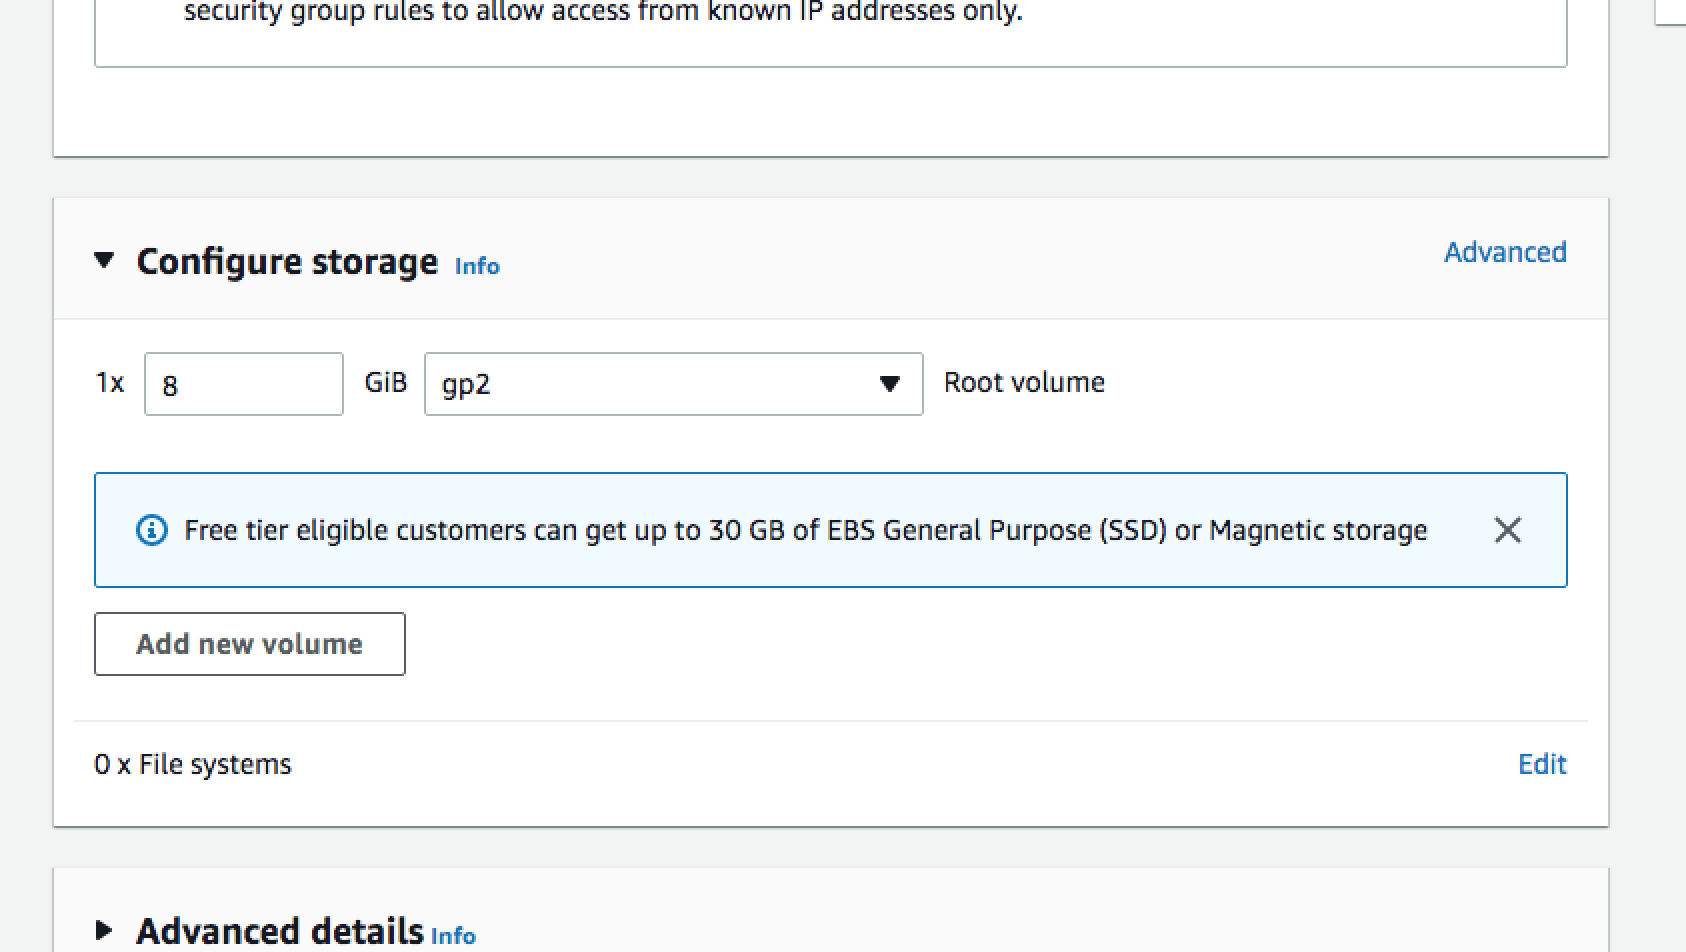 security group rules to allow access from known IP addresses only.
Configure storage Info
Advanced
1x 8 GiB gp2 Root volume
Free tier eligible customers can get up to 30 GB of EBS General Purpose (SSD) or Magnetic storage
Add new volume
0 x File systems
Edit
Advanced details Info